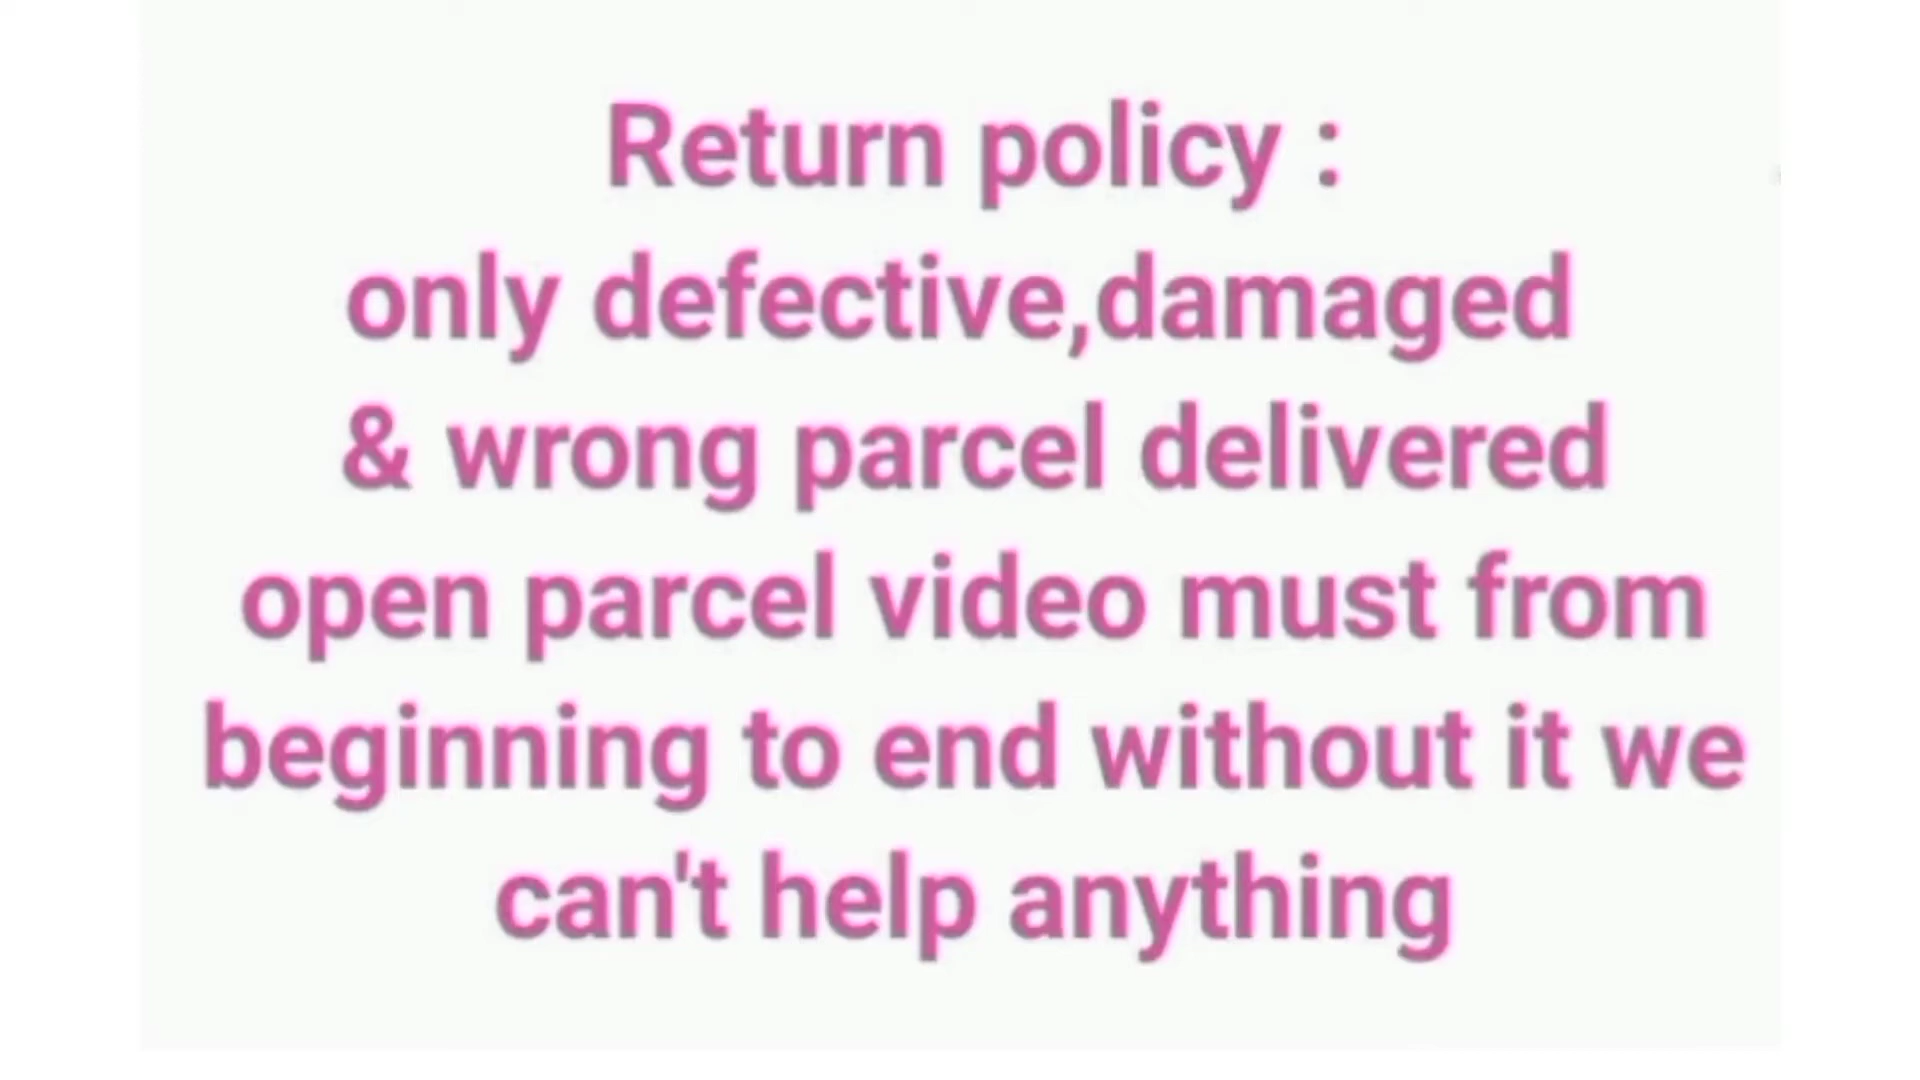 Return policy :
only defective,damaged
& wrong parcel delivered
open parcel video must from
beginning to end without it we
can't help anything